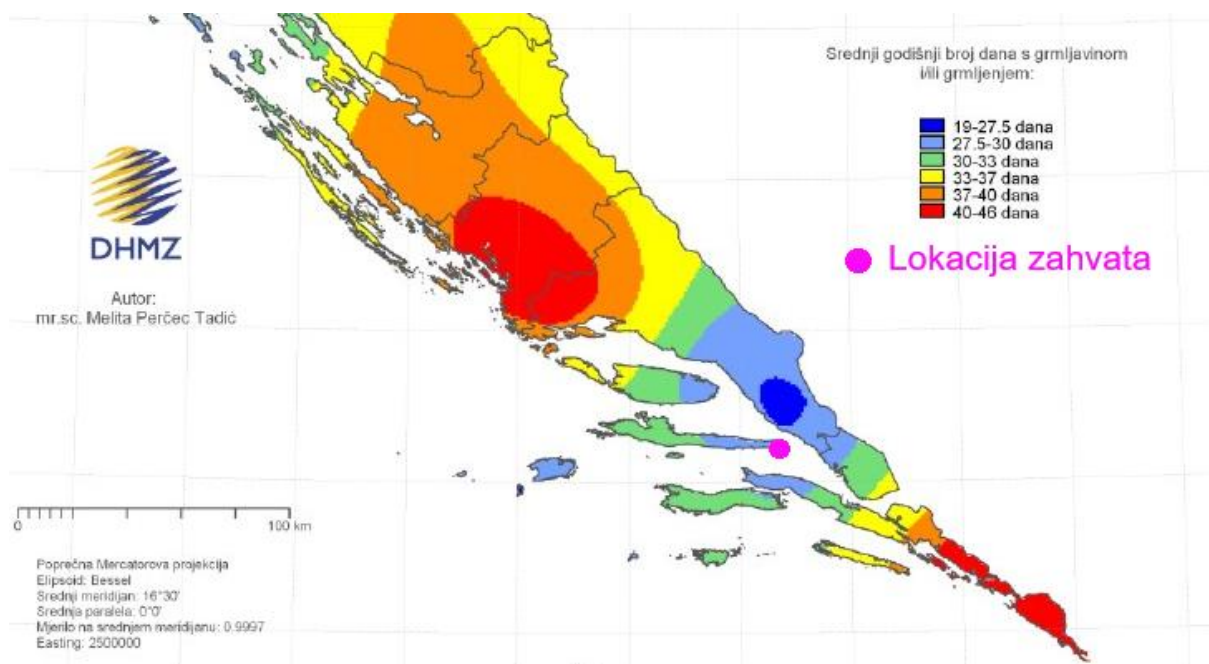 Srednji godišnji broj dana s grmljavinom
i/ili grmljenjem:
19-27.5 dana
27.5-30 dana
30-33 dana
33-37 dana
37-40 dana
40-46 dana
Lokacija zahvata
DHMZ
Autor:
mr.sc. Melita Perčec Tadić
0
100 km
Poprečna Mercatorova projekcija
Elipsoid: Bessel
Srednji meridijan: 16°30'
Srednja paralela: 0°0'
Mjerilo na srednjem meridijanu: 0.9997
Easting: 2500000